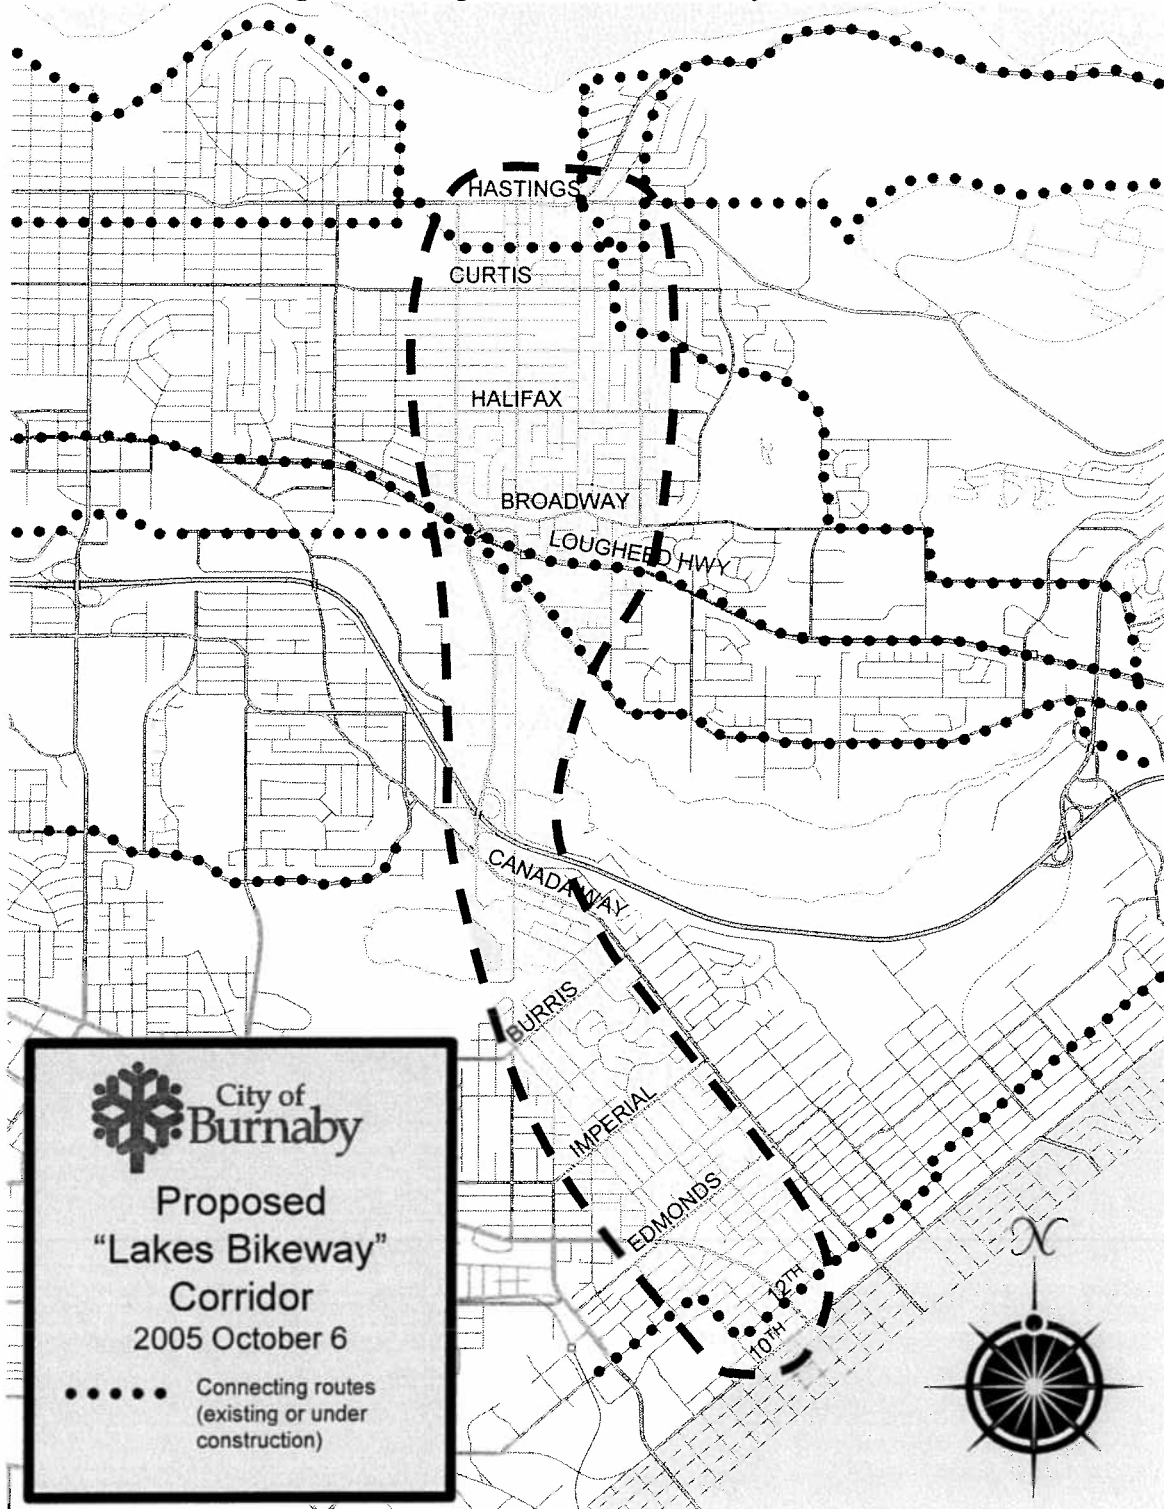 HASTINGS
CURTIS
HALIFAX
BROADWAY
LOUGHEED HWY
CANADA WAY
BURRIS
IMPERIAL
EDMONDS
12TH
10TH
City of
Burnaby
Proposed
“Lakes Bikeway”
Corridor
2005 October 6
Connecting routes
(existing or under
construction)
N